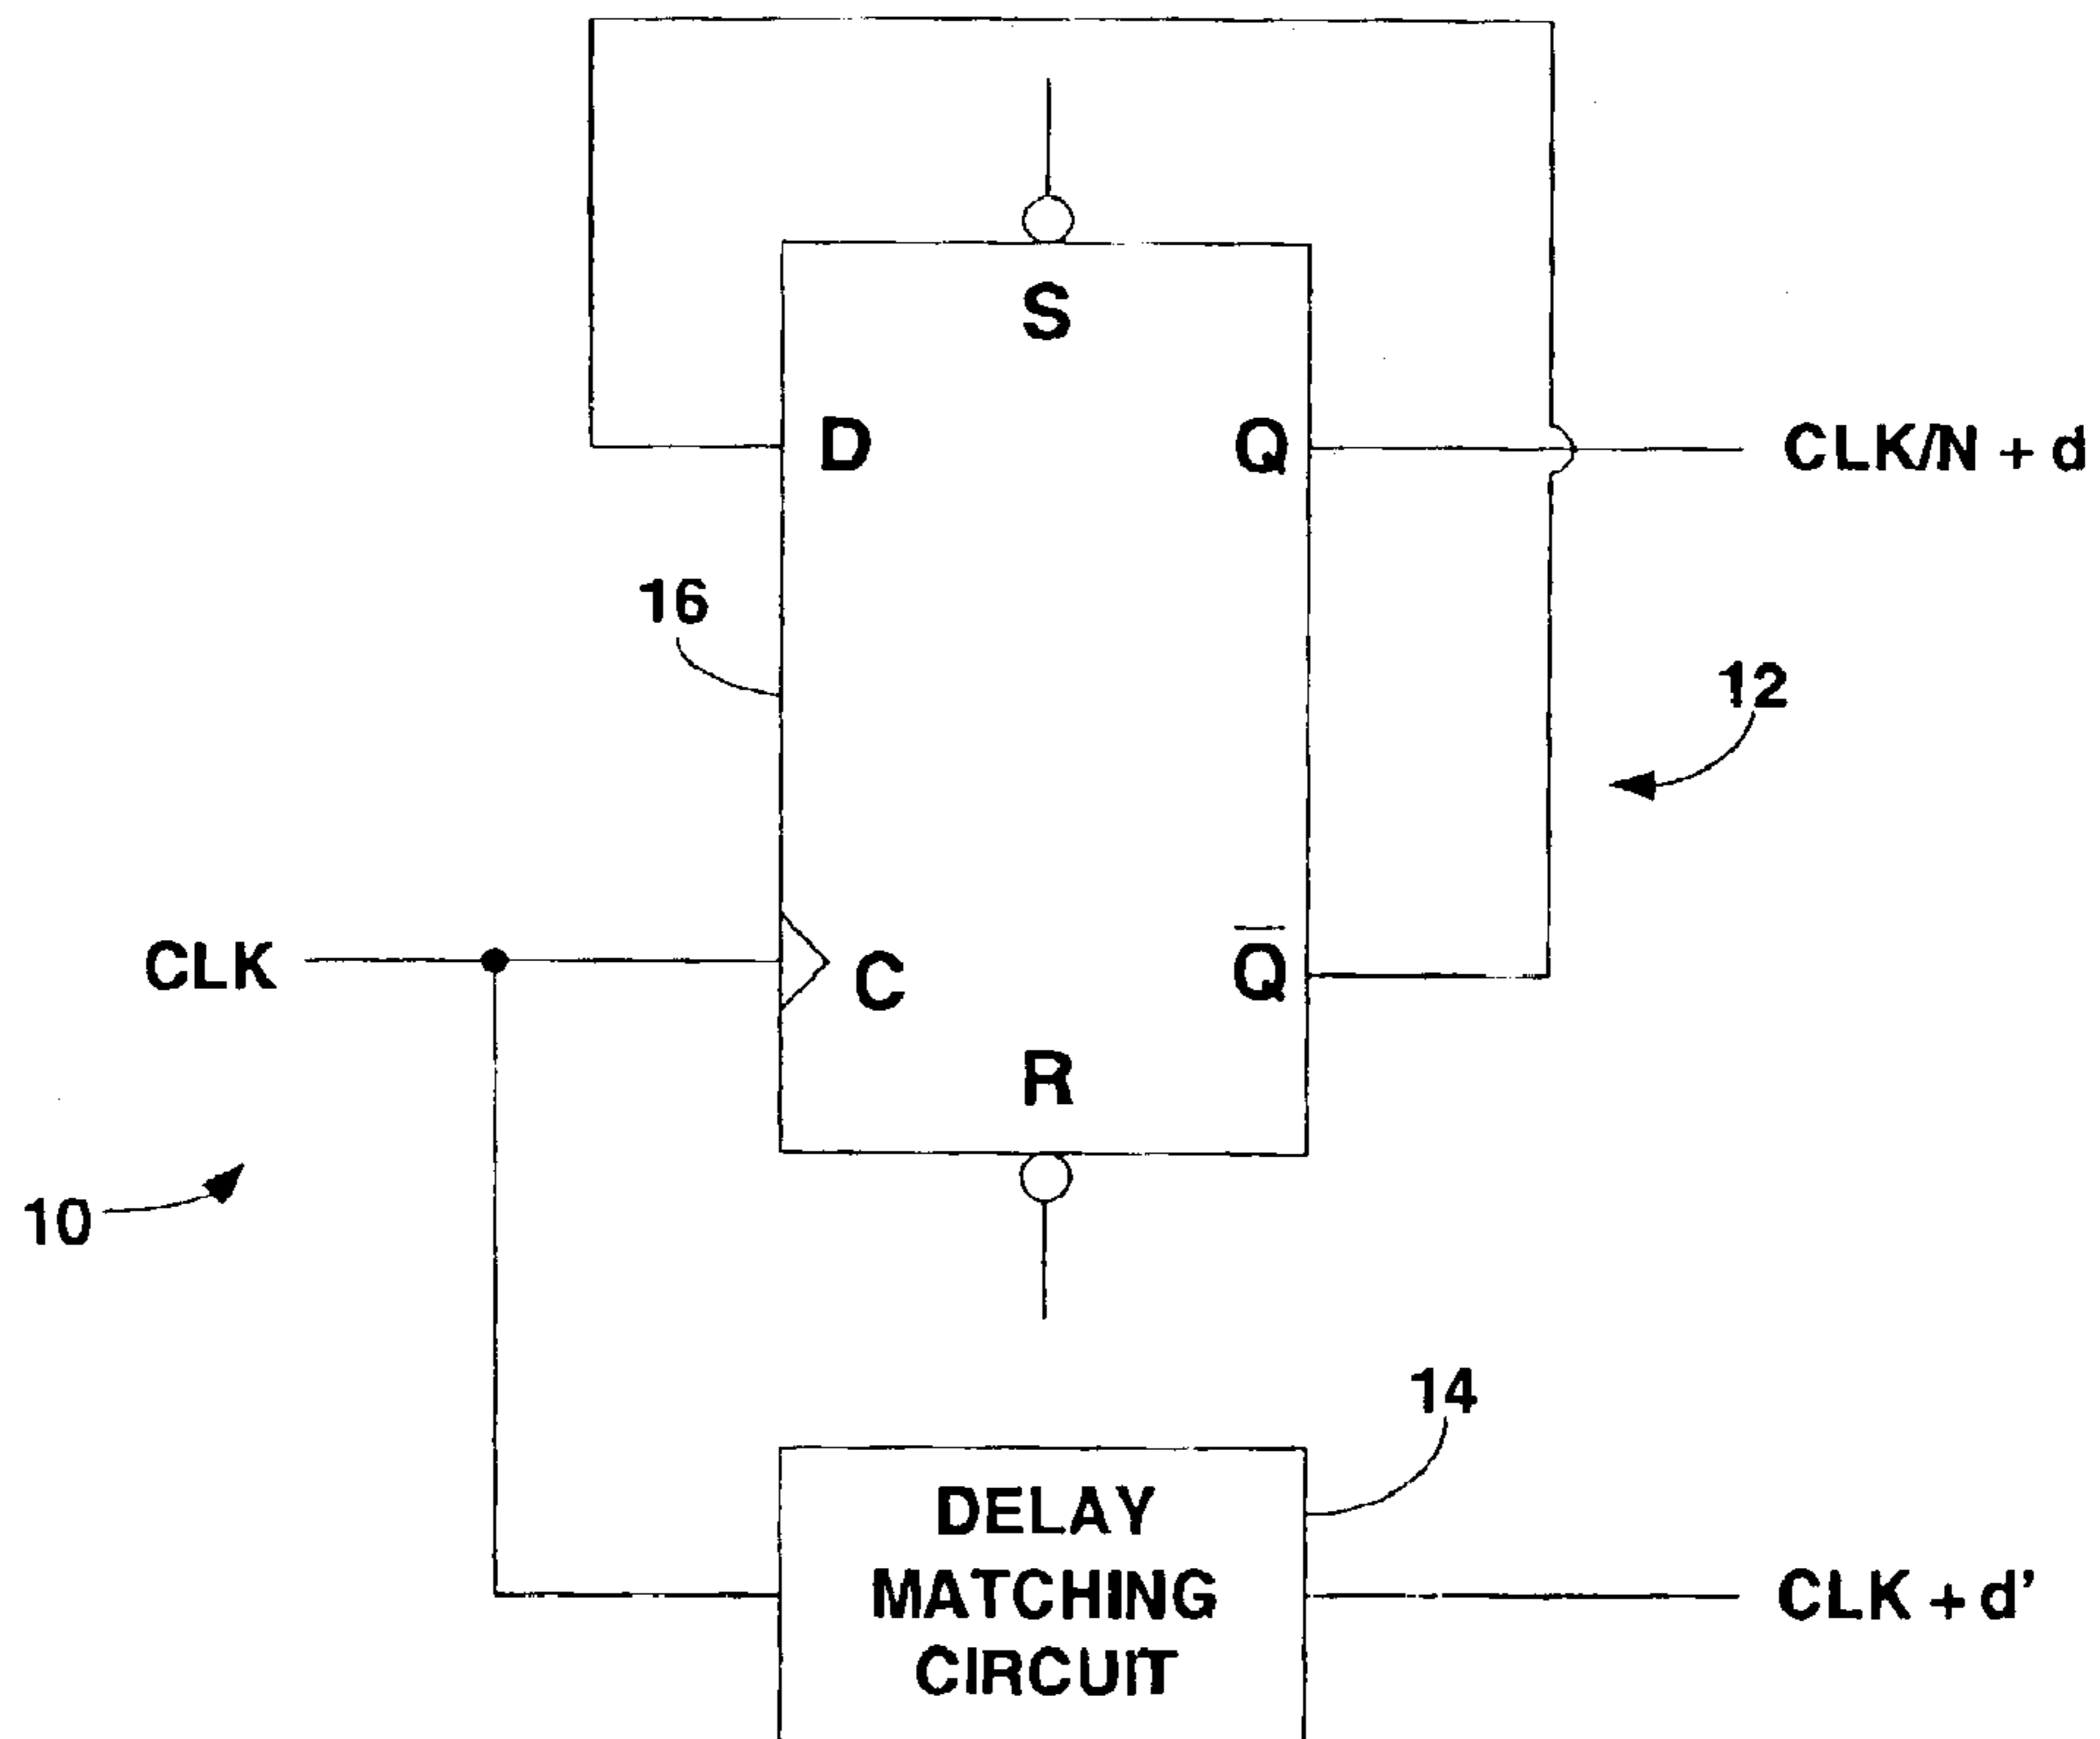 S
D
Q
CLK/N + d
16
12
CLK
C
Q̅
R
10
14
DELAY
MATCHING
CIRCUIT
CLK + d'